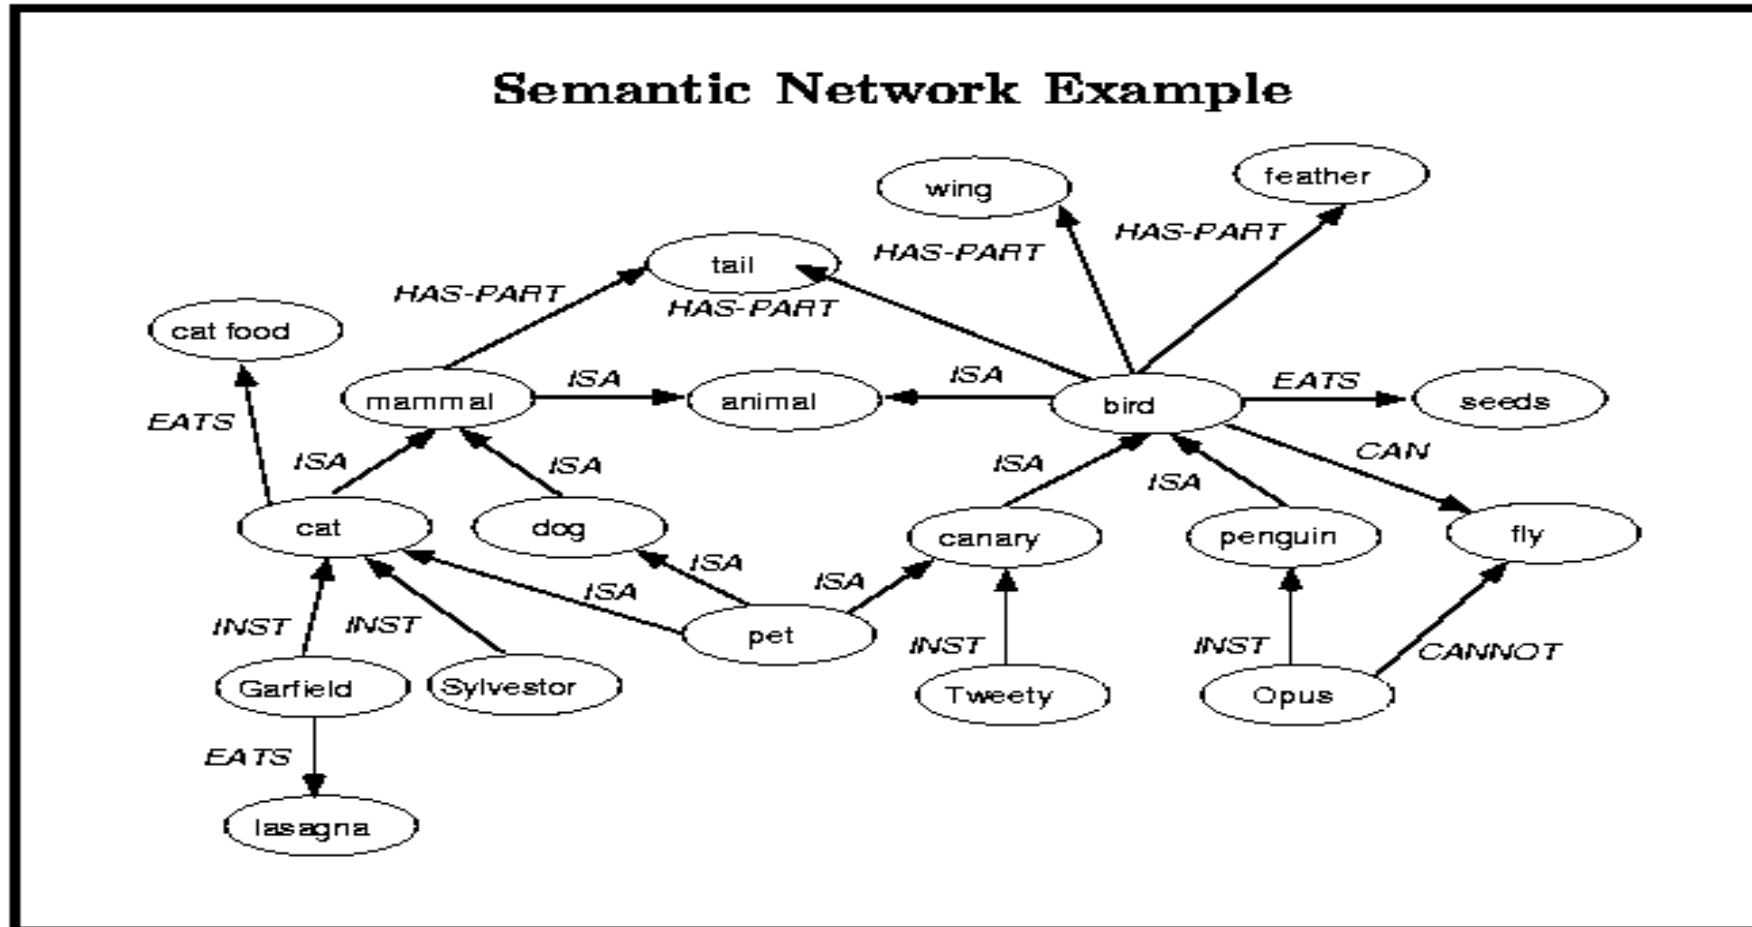 Semantic Network Example
wing
feather
HAS-PART
HAS-PART
tail
HAS-PART
HAS-PART
cat food
ISA
ISA
EATS
mammal
animal
bird
seeds
EATS
CAN
ISA
ISA
ISA
ISA
cat
dog
canary
penguin
fly
ISA
ISA
ISA
INST
INST
pet
INST
INST
CANNOT
Garfield
Sylvestor
Tweety
Opus
EATS
lasagna